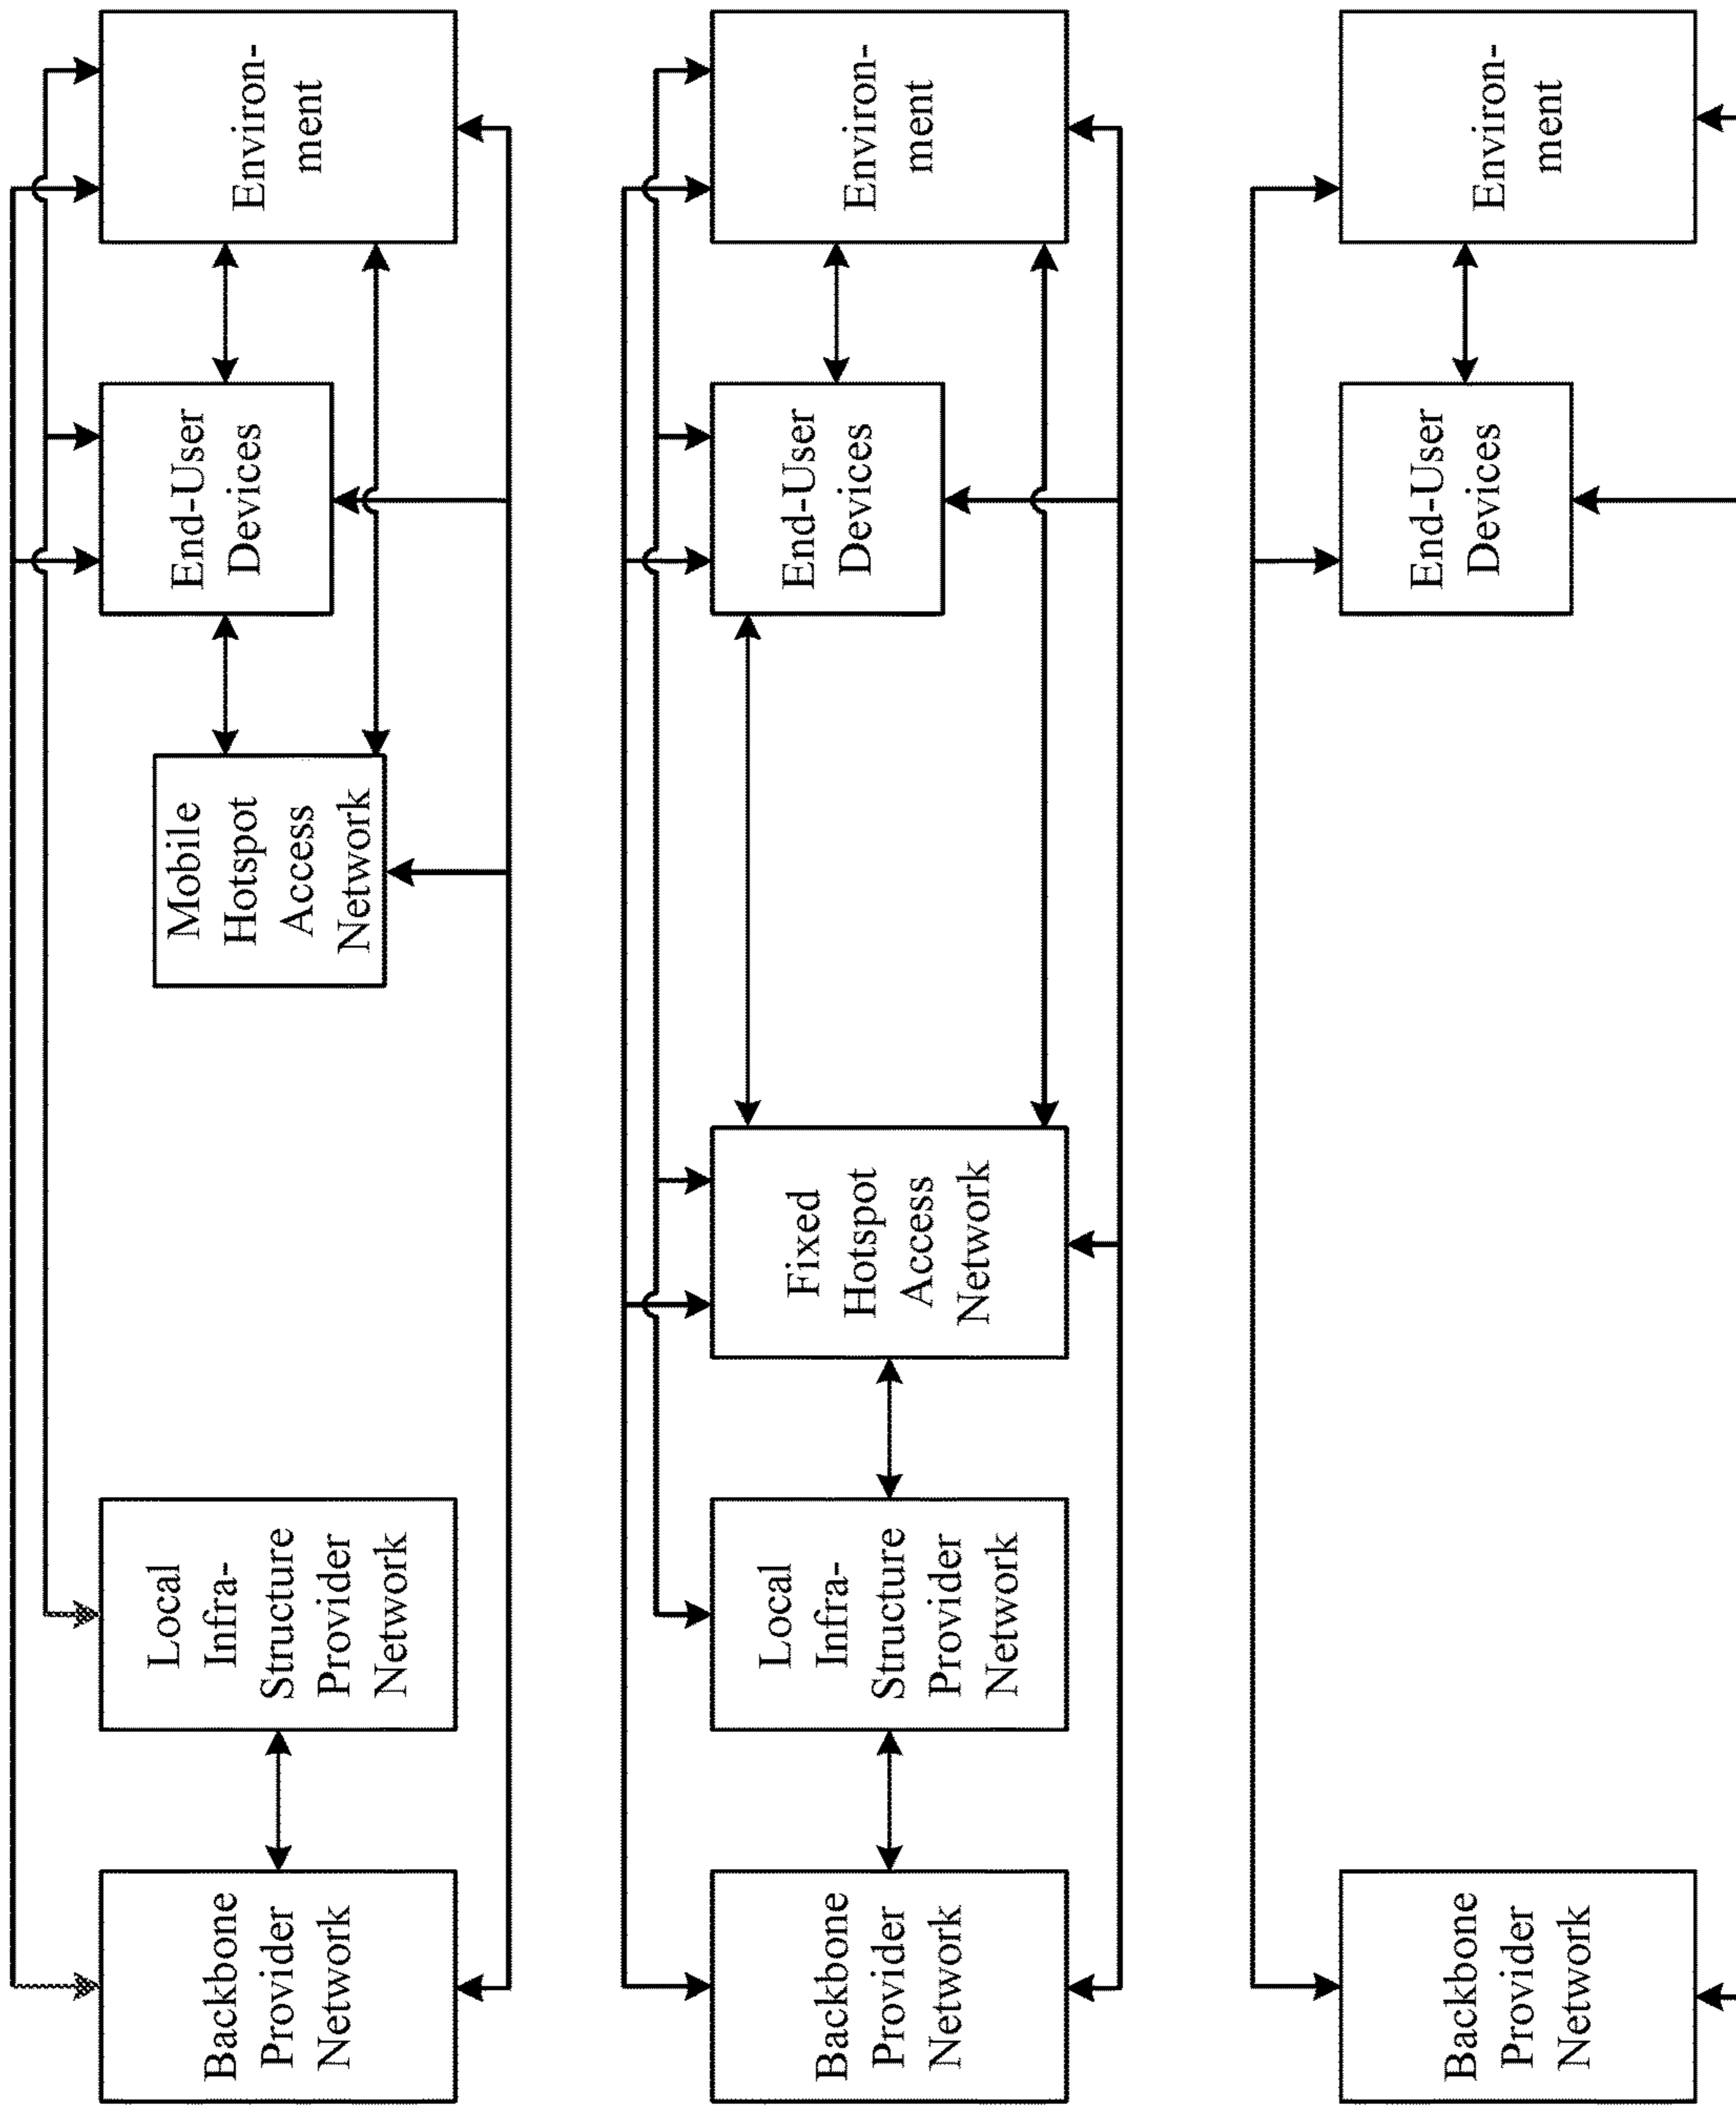 Backbone
Provider
Network
Local
Infra-
Structure
Provider
Network
Mobile
Hotspot
Access
Network
End-User
Devices
Environ-
ment
Backbone
Provider
Network
Local
Infra-
Structure
Provider
Network
Fixed
Hotspot
Access
Network
End-User
Devices
Environ-
ment
Backbone
Provider
Network
End-User
Devices
Environ-
ment